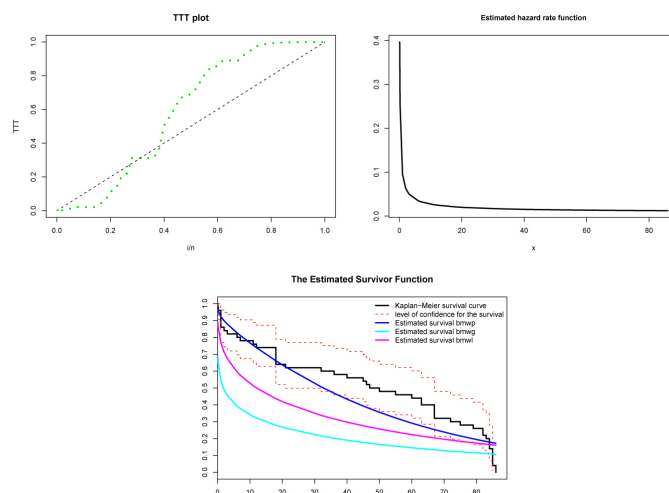 TTT plot
TTT
0.0 0.2 0.4 0.6 0.8 1.0
0.0 0.2 0.4 0.6 0.8 1.0
i/n
Estimated hazard rate function
0.0 0.1 0.2 0.3 0.4
0 20 40 60 80
x
The Estimated Survivor Function
0.0 0.1 0.2 0.3 0.4 0.5 0.6 0.7 0.8 0.9 1.0
Kaplan−Meier survival curve
level of confidence for the survival
Estimated survival bmwp
Estimated survival bmwg
Estimated survival bmwl
0 10 20 30 40 50 60 70 80